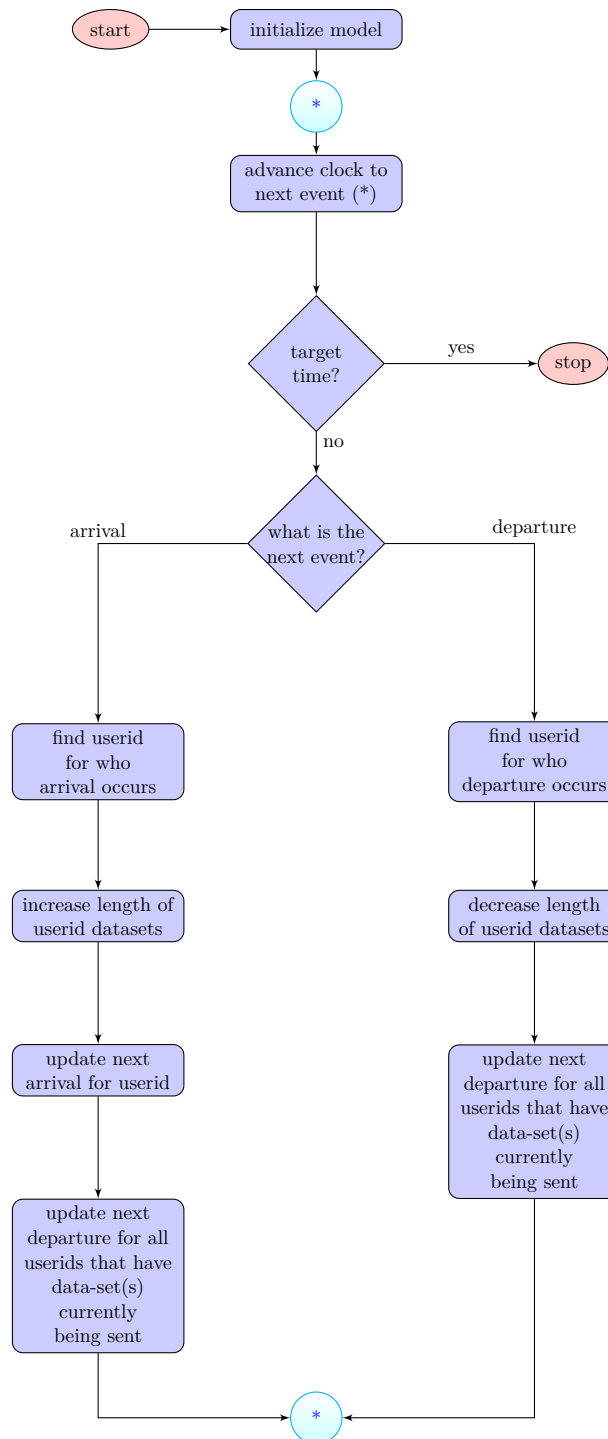 start
initialize model
*
advance clock to
next event (*)
target
time?
yes
stop
no
what is the
next event?
arrival
departure
find userid
for who
arrival occurs
find userid
for who
departure occurs
increase length of
userid datasets
decrease length
of userid datasets
update next
arrival for userid
update next
departure for all
userids that have
data-set(s)
currently
being sent
update next
departure for all
userids that have
data-set(s)
currently
being sent
*